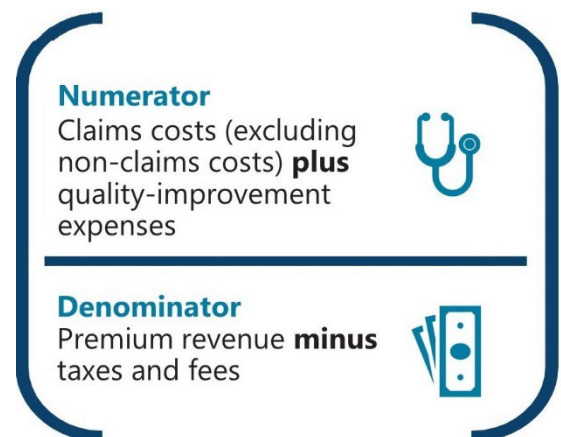 Numerator
Claims costs (excluding
non-claims costs) plus
quality-improvement
expenses
Denominator
Premium revenue minus
taxes and fees